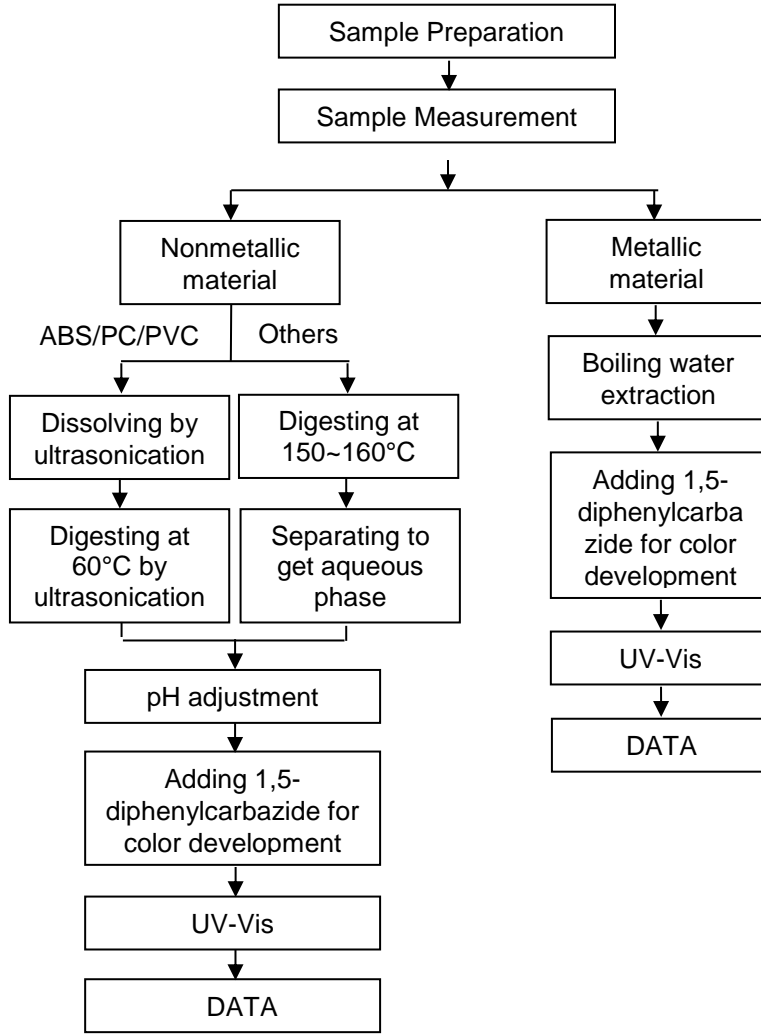 Sample Preparation
Sample Measurement
Nonmetallic
material
Metallic
material
ABS/PC/PVC
Others
Boiling water
extraction
Dissolving by
ultrasonication
Digesting at
150~160°C
Adding 1,5-
diphenylcarba
zide for color
development
Digesting at
60°C by
ultrasonication
Separating to
get aqueous
phase
UV-Vis
pH adjustment
DATA
Adding 1,5-
diphenylcarbazide for
color development
UV-Vis
DATA